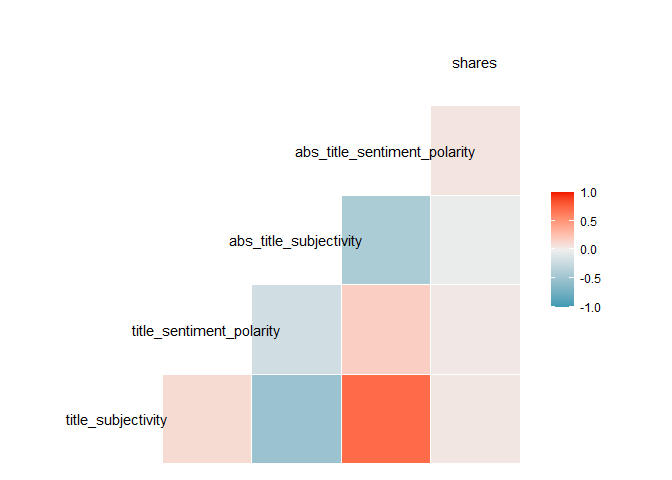 shares
abs_title_sentiment_polarity
abs_title_subjectivity
title_sentiment_polarity
title_subjectivity
1.0
0.5
0.0
-0.5
-1.0